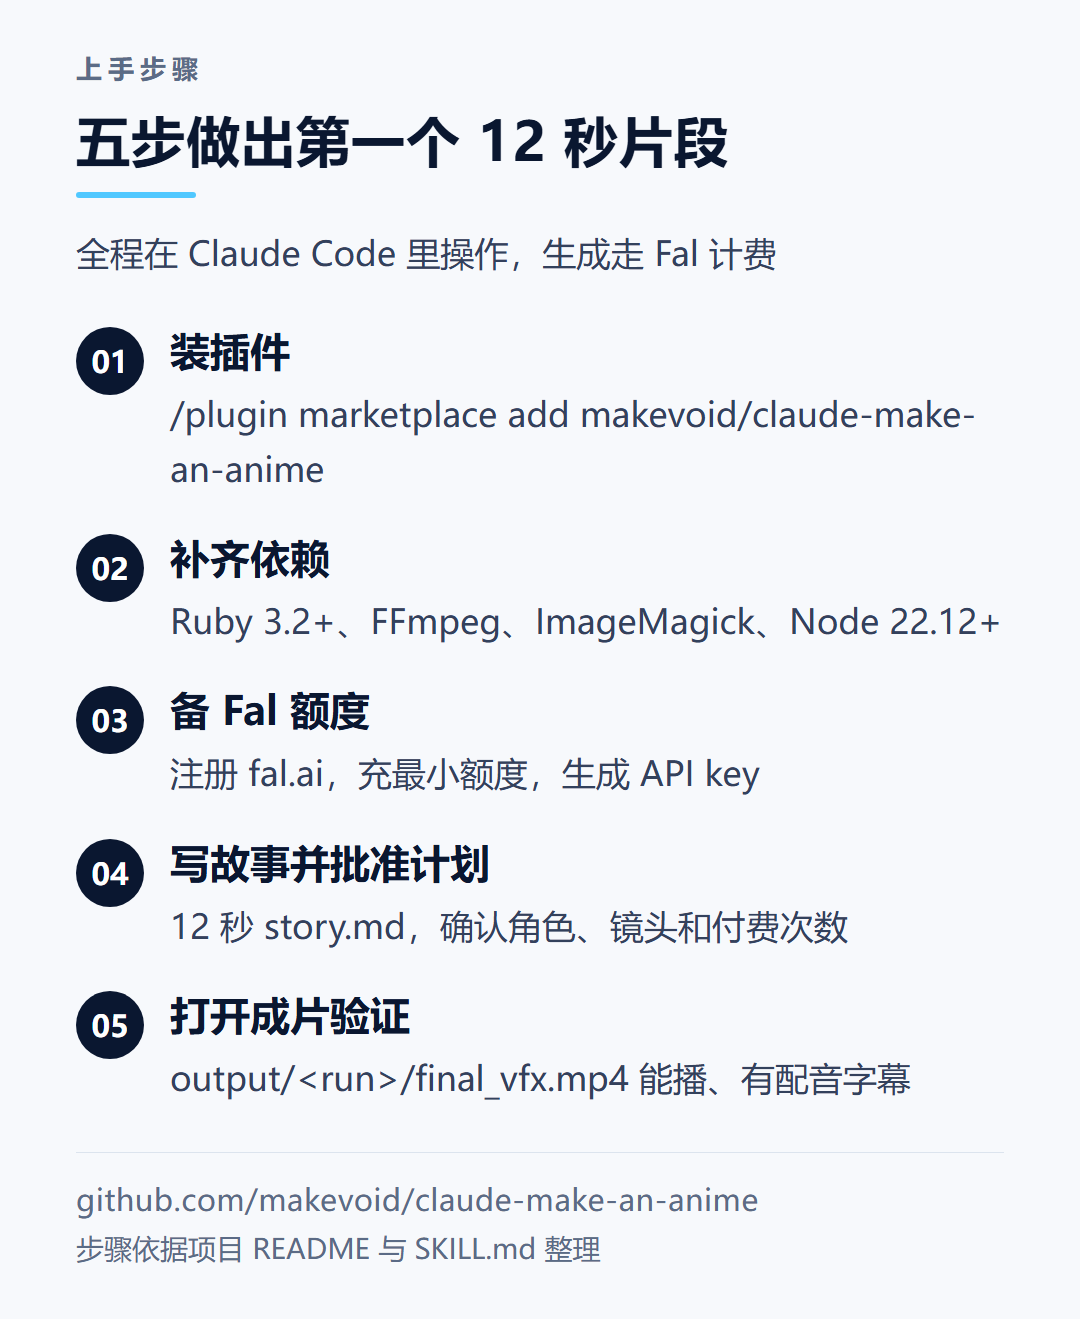 上手步骤
五步做出第一个 12 秒片段
全程在 Claude Code 里操作，生成走 Fal 计费
01
装插件
/plugin marketplace add makevoid/claude-make-
an-anime
02
补齐依赖
Ruby 3.2+、FFmpeg、ImageMagick、Node 22.12+
03
备 Fal 额度
注册 fal.ai，充最小额度，生成 API key
04
写故事并批准计划
12 秒 story.md，确认角色、镜头和付费次数
05
打开成片验证
output/<run>/final_vfx.mp4 能播、有配音字幕
github.com/makevoid/claude-make-an-anime
步骤依据项目 README 与 SKILL.md 整理